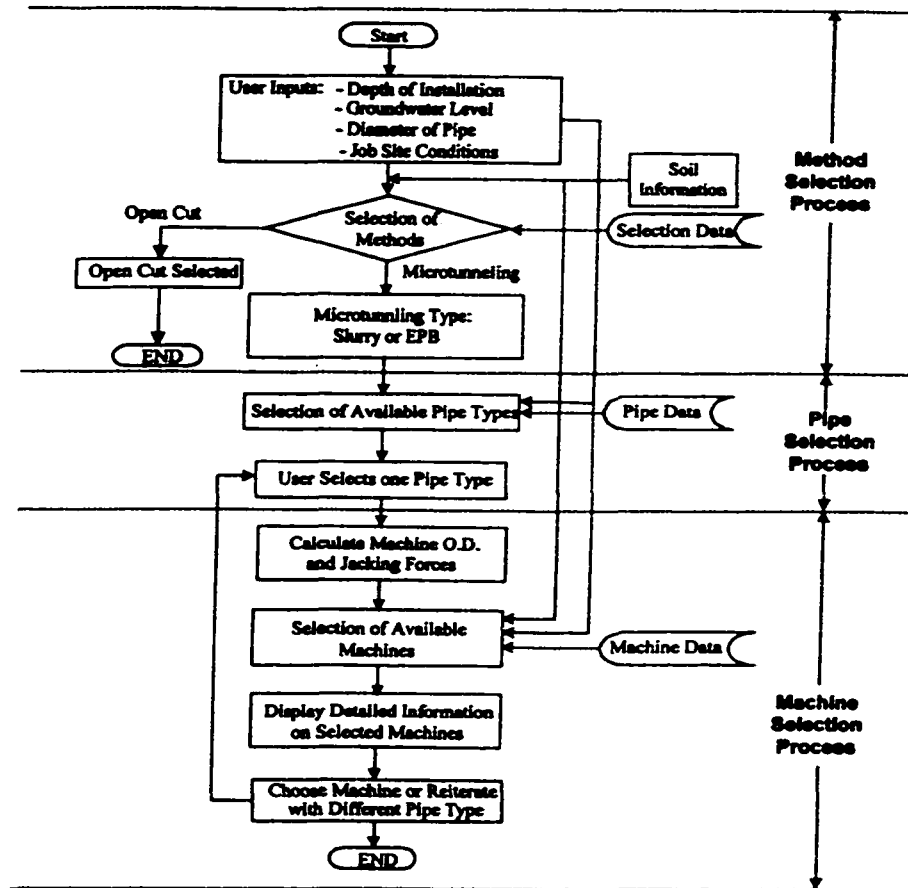 Start
User Inputs: - Depth of Installation
- Groundwater Level
- Diameter of Pipe
- Job Site Conditions
Soil
Information
Method
Selection
Process
Open Cut
Selection of
Methods
Selection Data
Open Cut Selected
Microtunneling
Microtunnling Type:
Slurry or EPB
END
Selection of Available Pipe Types
Pipe Data
Pipe
Selection
Process
User Selects one Pipe Type
Calculate Machine O.D.
and Jacking Forces
Selection of Available
Machines
Machine Data
Display Detailed Information
on Selected Machines
Machine
Selection
Process
Choose Machine or Reiterate
with Different Pipe Type
END